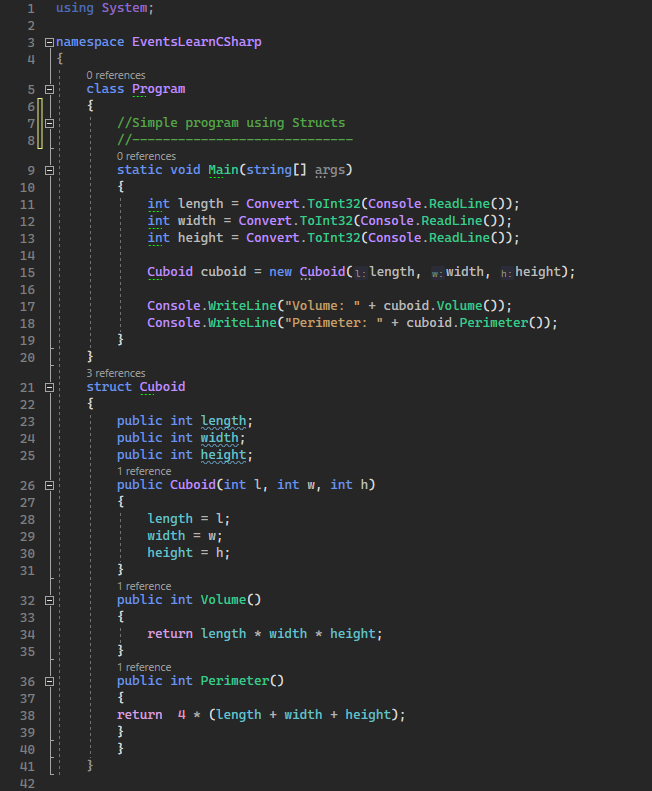 1 using System;
2
3 namespace EventsLearnCSharp
4 {
0 references
5 class Program
6 {
7 //Simple program using Structs
8 //-----------------------------
0 references
9 static void Main(string[] args)
10 {
11 int length = Convert.ToInt32(Console.ReadLine());
12 int width = Convert.ToInt32(Console.ReadLine());
13 int height = Convert.ToInt32(Console.ReadLine());
14
15 Cuboid cuboid = new Cuboid(l:length, w:width, h:height);
16
17 Console.WriteLine("Volume: " + cuboid.Volume());
18 Console.WriteLine("Perimeter: " + cuboid.Perimeter());
19 }
20 }
3 references
21 struct Cuboid
22 {
23 public int length;
24 public int width;
25 public int height;
1 reference
26 public Cuboid(int l, int w, int h)
27 {
28 length = l;
29 width = w;
30 height = h;
31 }
1 reference
32 public int Volume()
33 {
34 return length * width * height;
35 }
1 reference
36 public int Perimeter()
37 {
38 return  4 * (length + width + height);
39 }
40 }
41 }
42